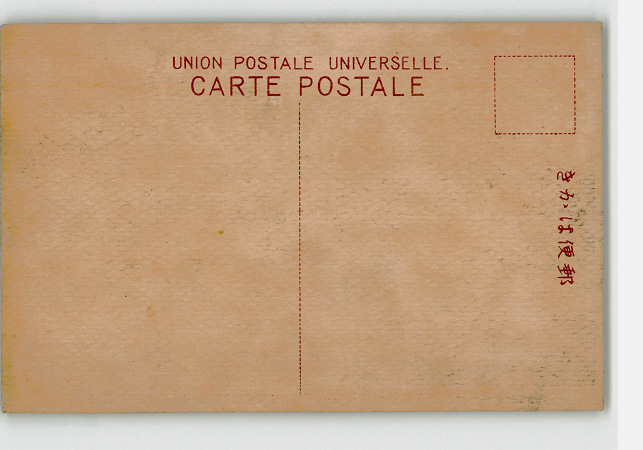 UNION POSTALE UNIVERSELLE.
CARTE POSTALE
きかは便郵